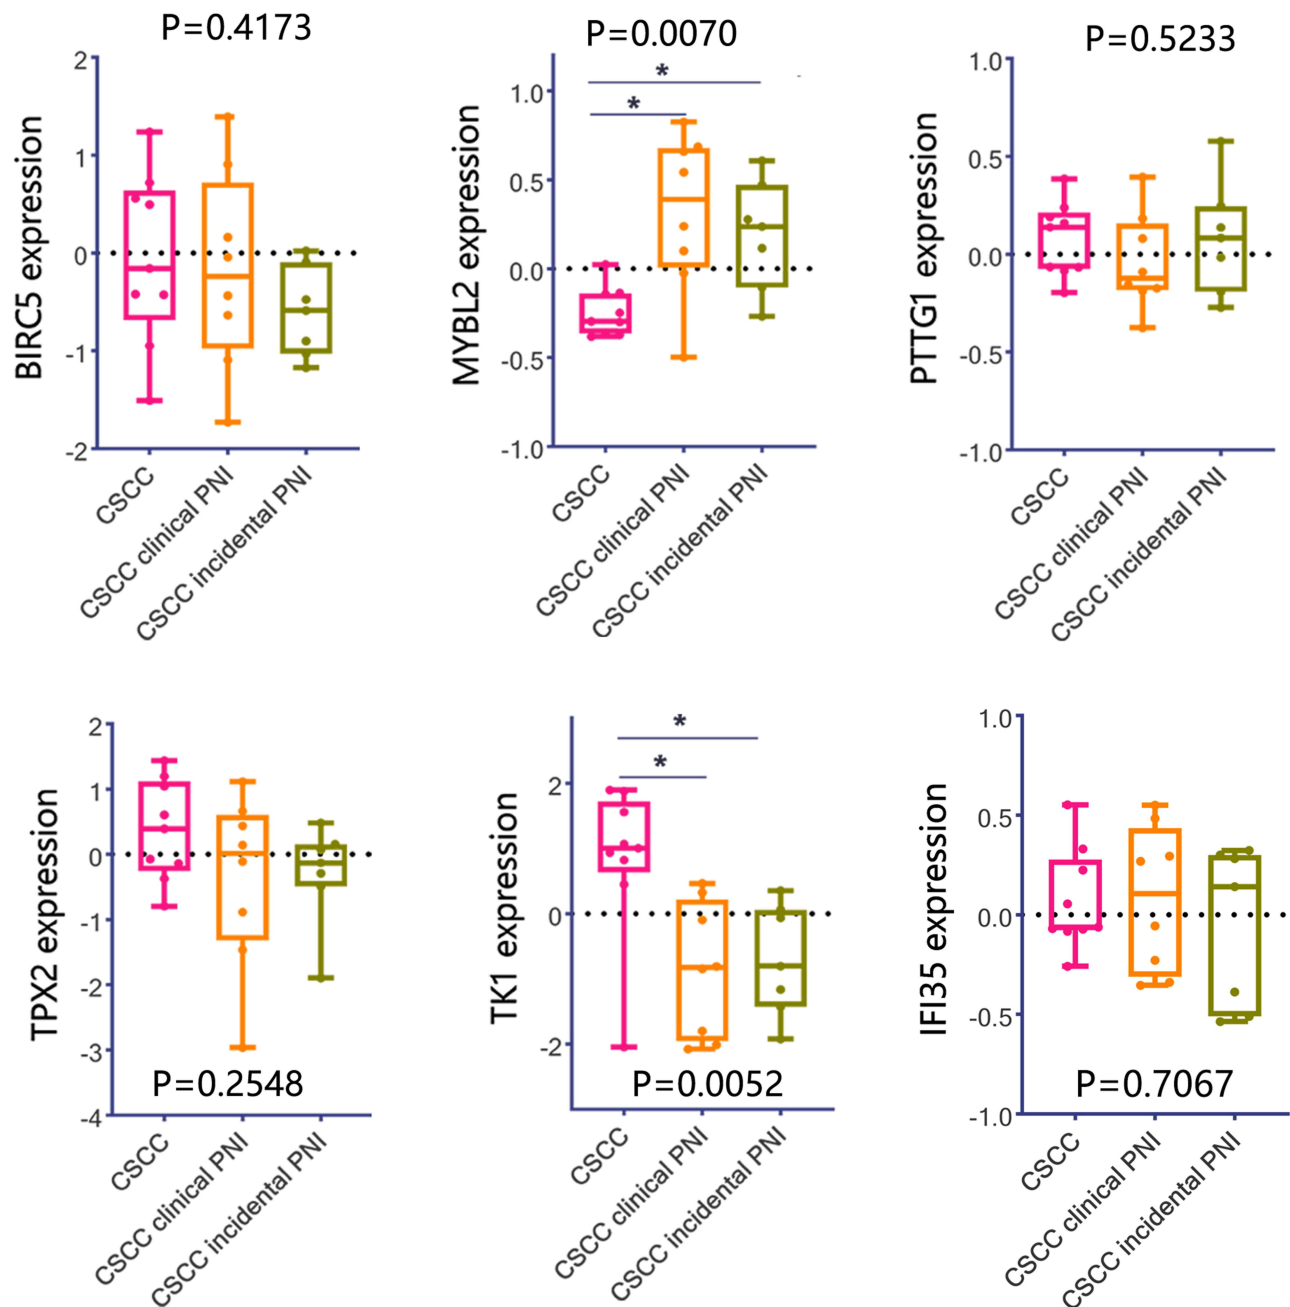 P=0.4173
BIRC5 expression
2
1
0
-1
-2
CSCC
CSCC clinical PNI
CSCC incidental PNI
P=0.0070
MYBL2 expression
1.0
0.5
0.0
-0.5
-1.0
*
*
CSCC
CSCC clinical PNI
CSCC incidental PNI
P=0.5233
PTTG1 expression
1.0
0.5
0.0
-0.5
-1.0
CSCC
CSCC clinical PNI
CSCC incidental PNI
TPX2 expression
2
1
0
-1
-2
-3
-4
P=0.2548
CSCC
CSCC clinical PNI
CSCC incidental PNI
TK1 expression
2
0
-2
*
*
P=0.0052
CSCC
CSCC clinical PNI
CSCC incidental PNI
IFI35 expression
1.0
0.5
0.0
-0.5
-1.0
P=0.7067
CSCC
CSCC clinical PNI
CSCC incidental PNI